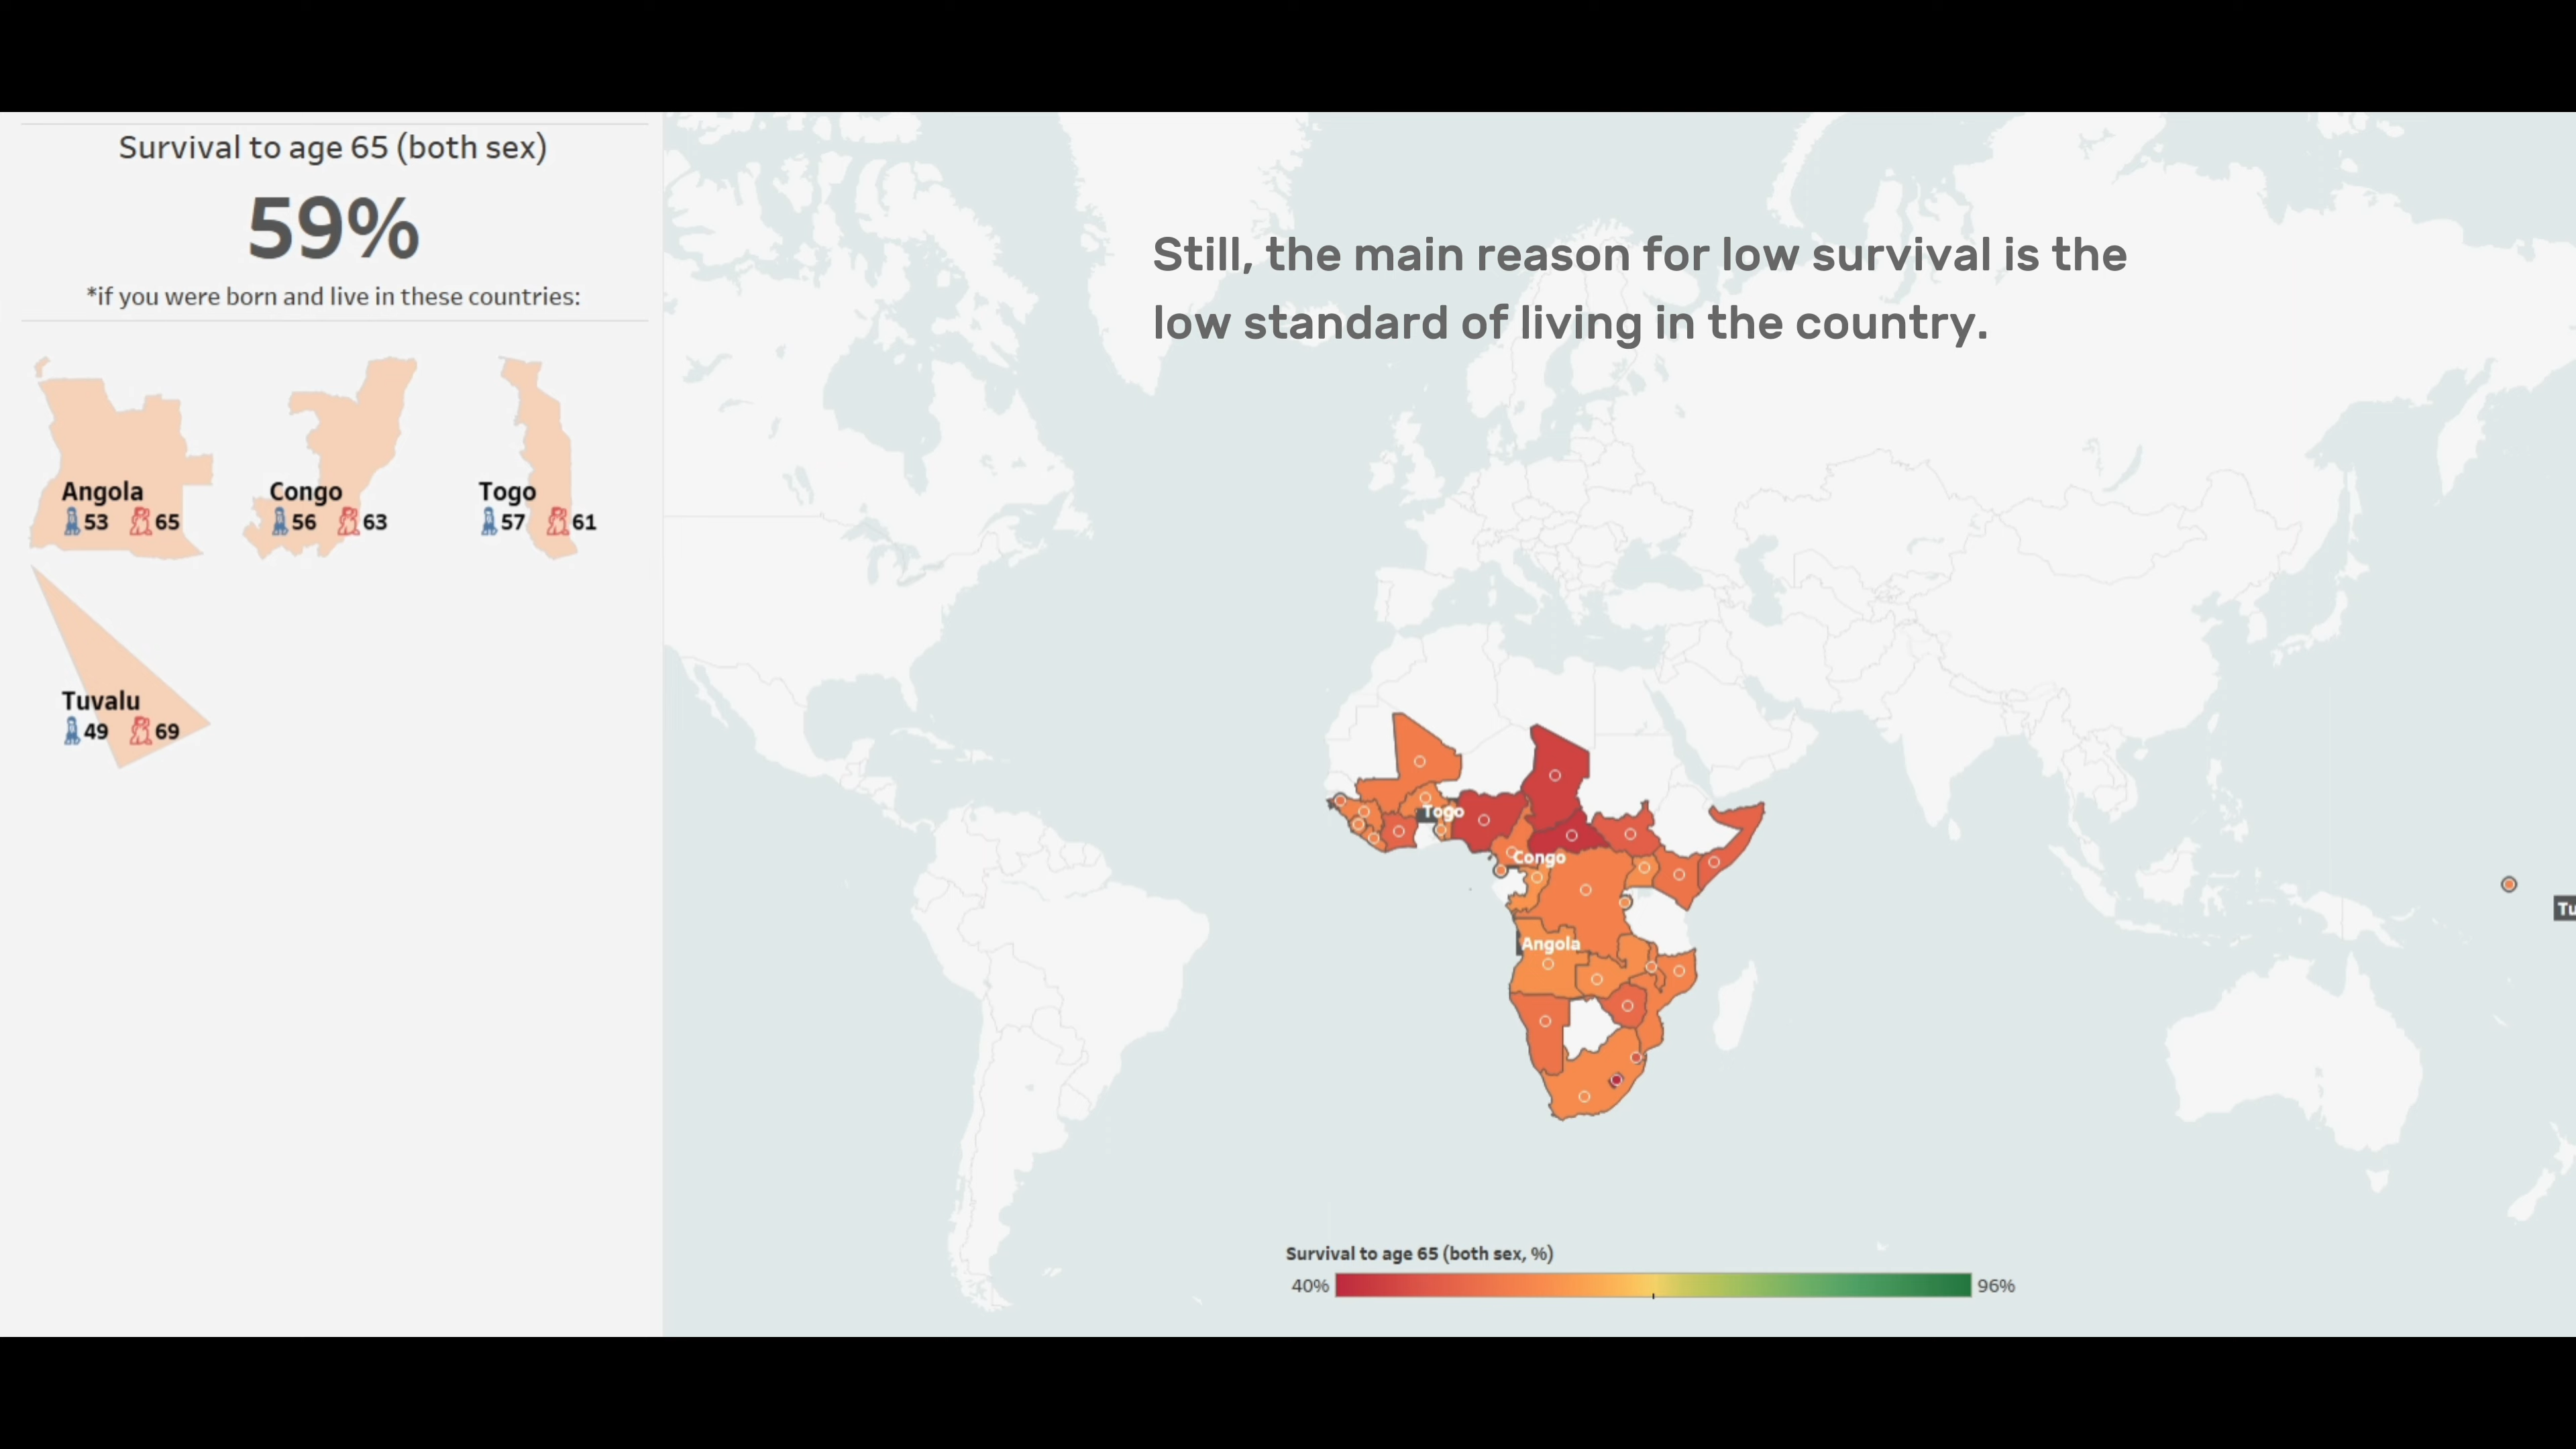 Survival to age 65 (both sex)
59%
*if you were born and live in these countries:
Angola
53 65
Congo
56 63
Togo
57 61
Tuvalu
49 69
Still, the main reason for low survival is the
low standard of living in the country.
Togo
Congo
Angola
Tu
Survival to age 65 (both sex, %)
40% 96%